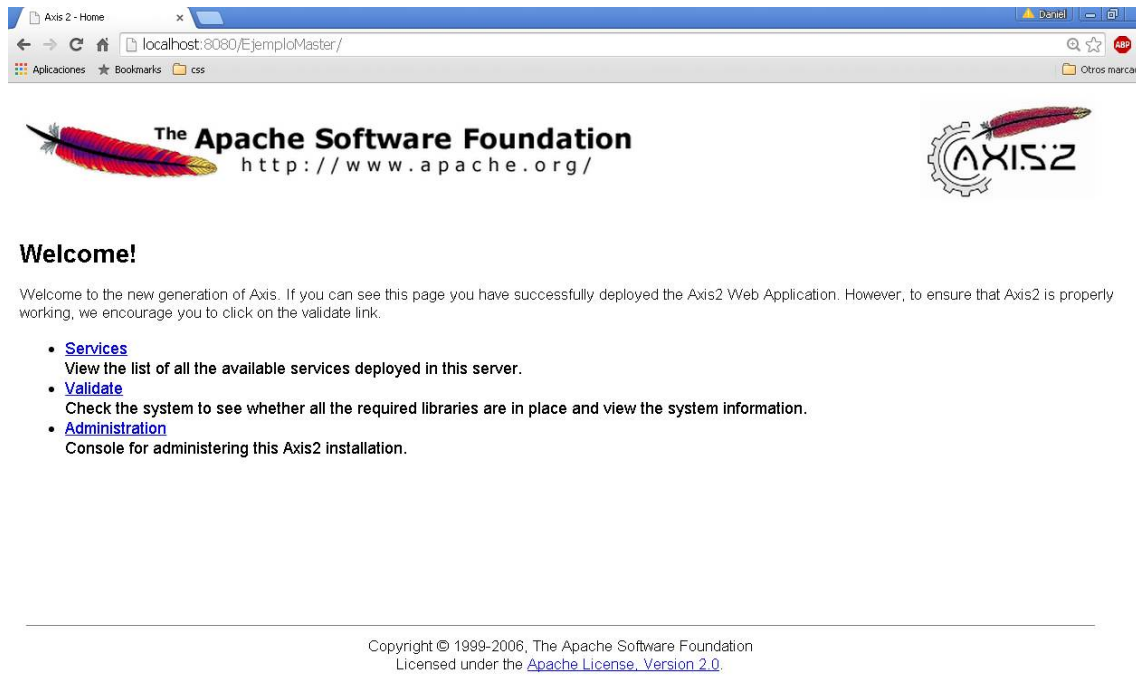 Axis 2 - Home
Daniel
localhost:8080/EjemploMaster/
ABP
Aplicaciones
Bookmarks
css
Otros marca
The Apache Software Foundation
http://www.apache.org/
AXIS2
Welcome!
Welcome to the new generation of Axis. If you can see this page you have successfully deployed the Axis2 Web Application. However, to ensure that Axis2 is properly
working, we encourage you to click on the validate link.
Services
View the list of all the available services deployed in this server.
Validate
Check the system to see whether all the required libraries are in place and view the system information.
Administration
Console for administering this Axis2 installation.
Copyright © 1999-2006, The Apache Software Foundation
Licensed under the Apache License, Version 2.0.